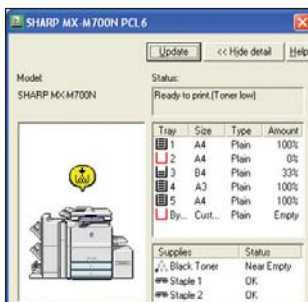 SHARP MX-M700N PCL6
Update << Hide detail Help
Model: Status:
SHARP MX-M700N Ready to print.(Toner low)
Tray Size Type Amount
1 A4 Plain 100%
2 A4 Plain 0%
3 B4 Plain 33%
4 A3 Plain 100%
5 A4 Plain 100%
By... Cust... Plain Empty
Supplies Status
Black Toner Near Empty
Staple 1 OK
Staple 2 OK